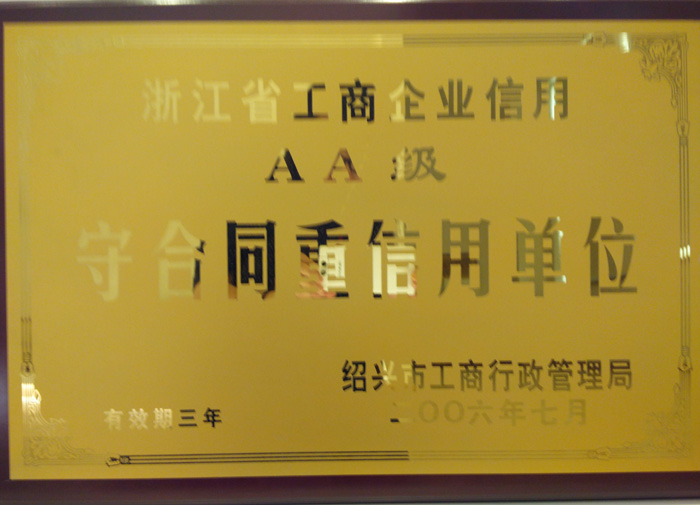 浙江省工商企业信用
AA级
守合同重信用单位
绍兴市工商行政管理局
有效期三年
二OO六年七月